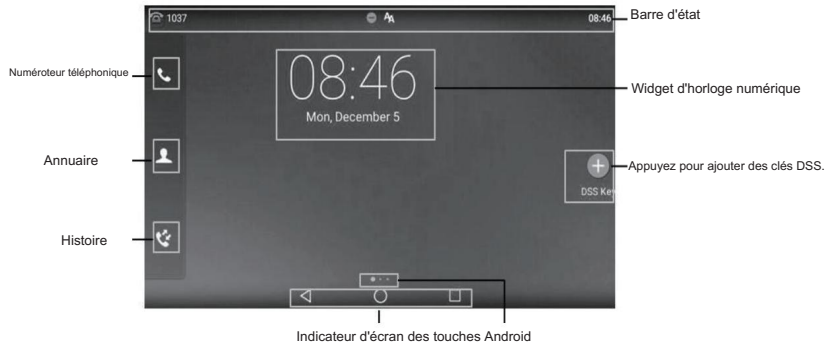 1037
08:46
Barre d'état
Numéroteur téléphonique
08:46
Mon, December 5
Widget d'horloge numérique
Annuaire
Appuyez pour ajouter des clés DSS.
DSS Key
Histoire
Indicateur d'écran des touches Android